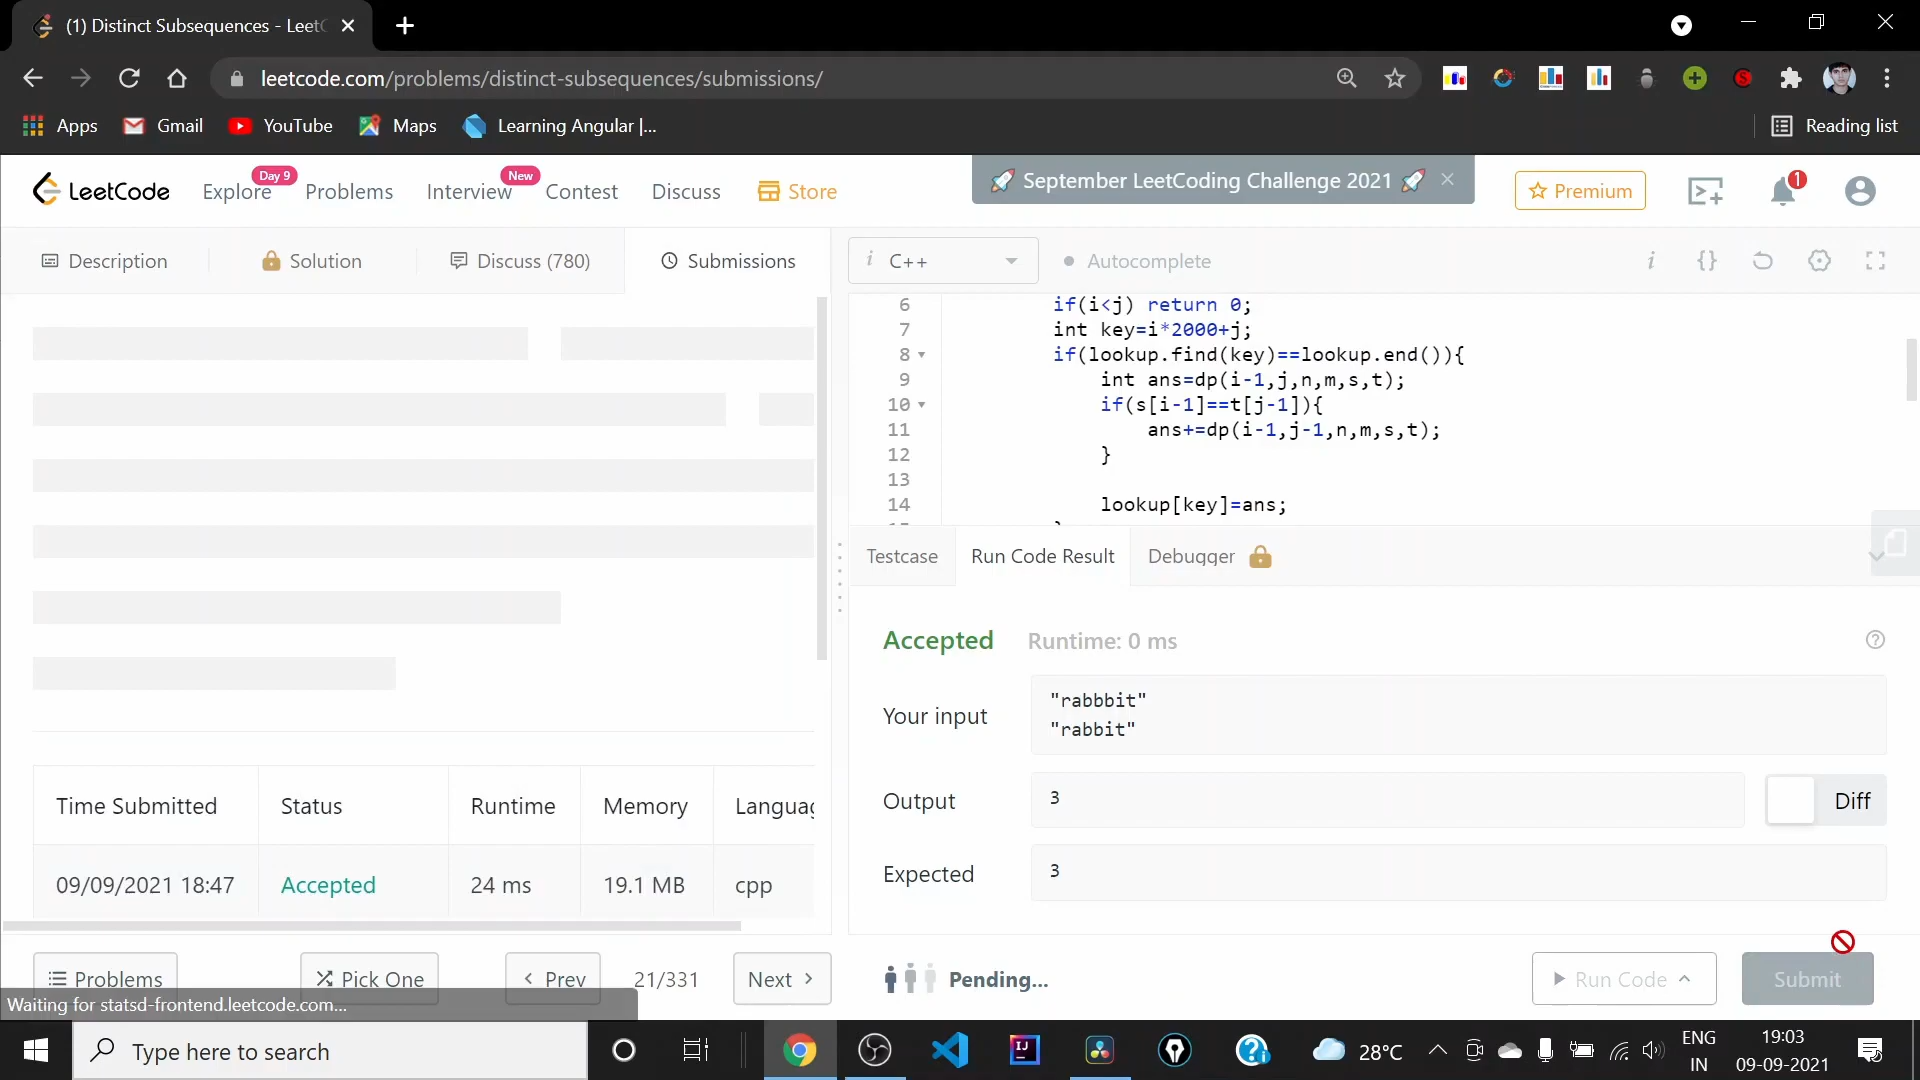 (1) Distinct Subsequences - Leet
leetcode.com/problems/distinct-subsequences/submissions/
Apps
Gmail
YouTube
Maps
Learning Angular |...
Reading list
LeetCode
Explore
Day 9
Problems
Interview
New
Contest
Discuss
Store
🚀 September LeetCoding Challenge 2021 🚀
Premium
1
Description
Solution
Discuss (780)
Submissions
i C++
Autocomplete
6 if(i<j) return 0;
7 int key=i*2000+j;
8 if(lookup.find(key)==lookup.end()){
9 int ans=dp(i-1,j,n,m,s,t);
10 if(s[i-1]==t[j-1]){
11 ans+=dp(i-1,j-1,n,m,s,t);
12 }
13
14 lookup[key]=ans;
Testcase
Run Code Result
Debugger
Accepted
Runtime: 0 ms
Your input
"rabbbit"
"rabbit"
Output
3
Diff
Expected
3
Time Submitted
Status
Runtime
Memory
Languag
09/09/2021 18:47
Accepted
24 ms
19.1 MB
cpp
Problems
Pick One
Prev
21/331
Next
Pending...
Run Code
Submit
Waiting for statsd-frontend.leetcode.com...
Type here to search
28°C
ENG
IN
19:03
09-09-2021